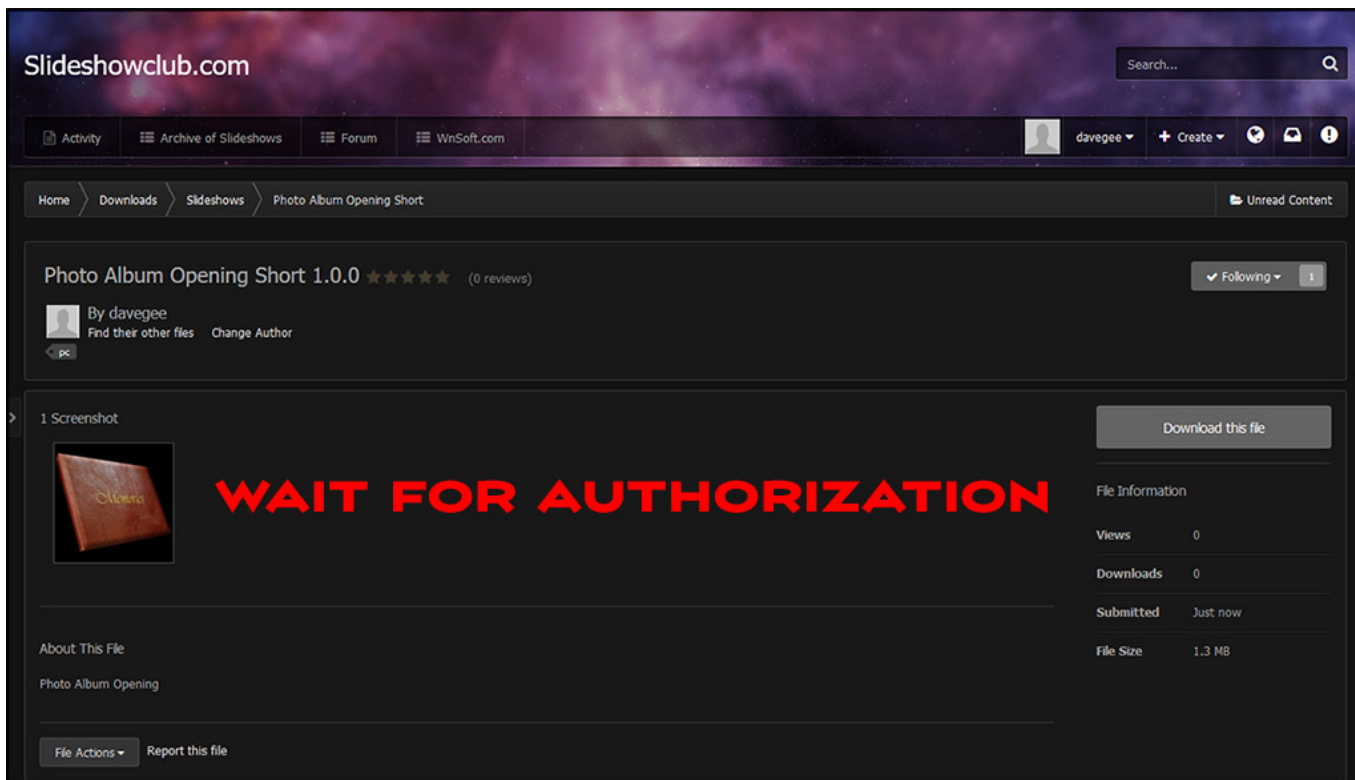 Slideshowclub.com
Search...
Activity
Archive of Slideshows
Forum
WnSoft.com
davegee
Create
Home
Downloads
Slideshows
Photo Album Opening Short
Unread Content
Photo Album Opening Short 1.0.0
(0 reviews)
Following
1
By davegee
Find their other files Change Author
pc
1 Screenshot
Memories
WAIT FOR AUTHORIZATION
Download this file
File Information
Views 0
Downloads 0
Submitted Just now
File Size 1.3 MB
About This File
Photo Album Opening
File Actions
Report this file